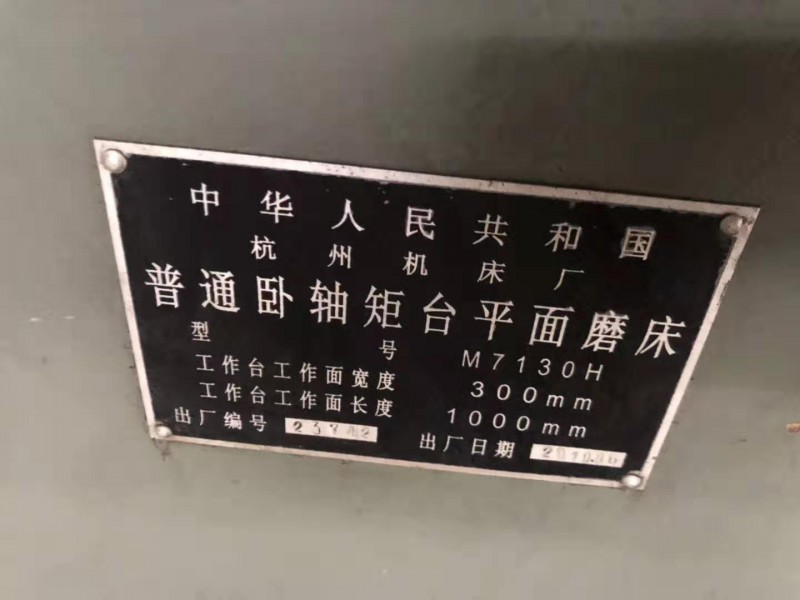 中华人民共和国
杭州机床厂
普通卧轴矩台平面磨床
型号 M7130H
工作台工作面宽度 300mm
工作台工作面长度 1000mm
出厂编号 出厂日期